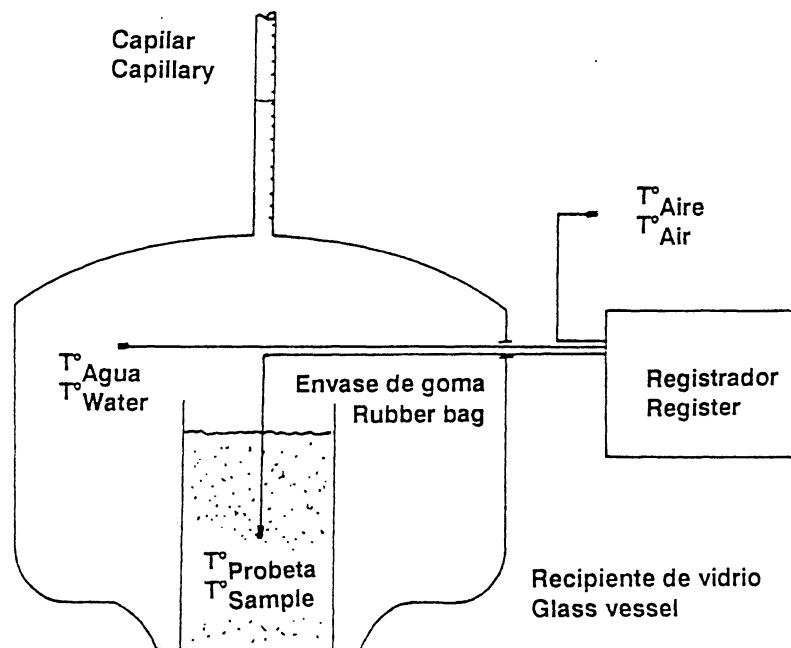 Capilar
Capillary
T° Aire
T° Air
T° Agua
T° Water
Envase de goma
Rubber bag
Registrador
Register
T° Probeta
T° Sample
Recipiente de vidrio
Glass vessel